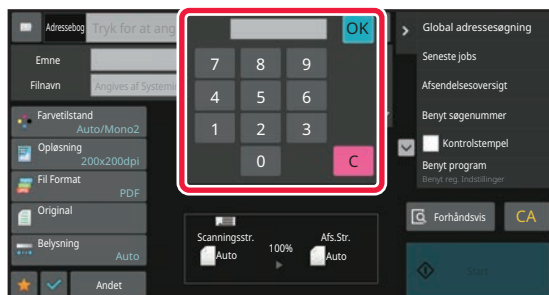 Adressebog
Tryk for at ang
OK
Global adressesøgning
Emne
Seneste jobs
Filnavn
Angives af Systemin
7 8 9
Afsendelsesoversigt
4 5 6
Benyt søgenummer
1 2 3
Farvetilstand
Auto/Mono2
Kontrolstempel
0 C
Opløsning
200x200dpi
Benyt program
Benyt reg. Indstillinger
Fil Format
PDF
Original
Forhåndsvis
CA
Scanningsstr.
100%
Afs.Str.
Auto
Auto
Belysning
Auto
Start
Andet